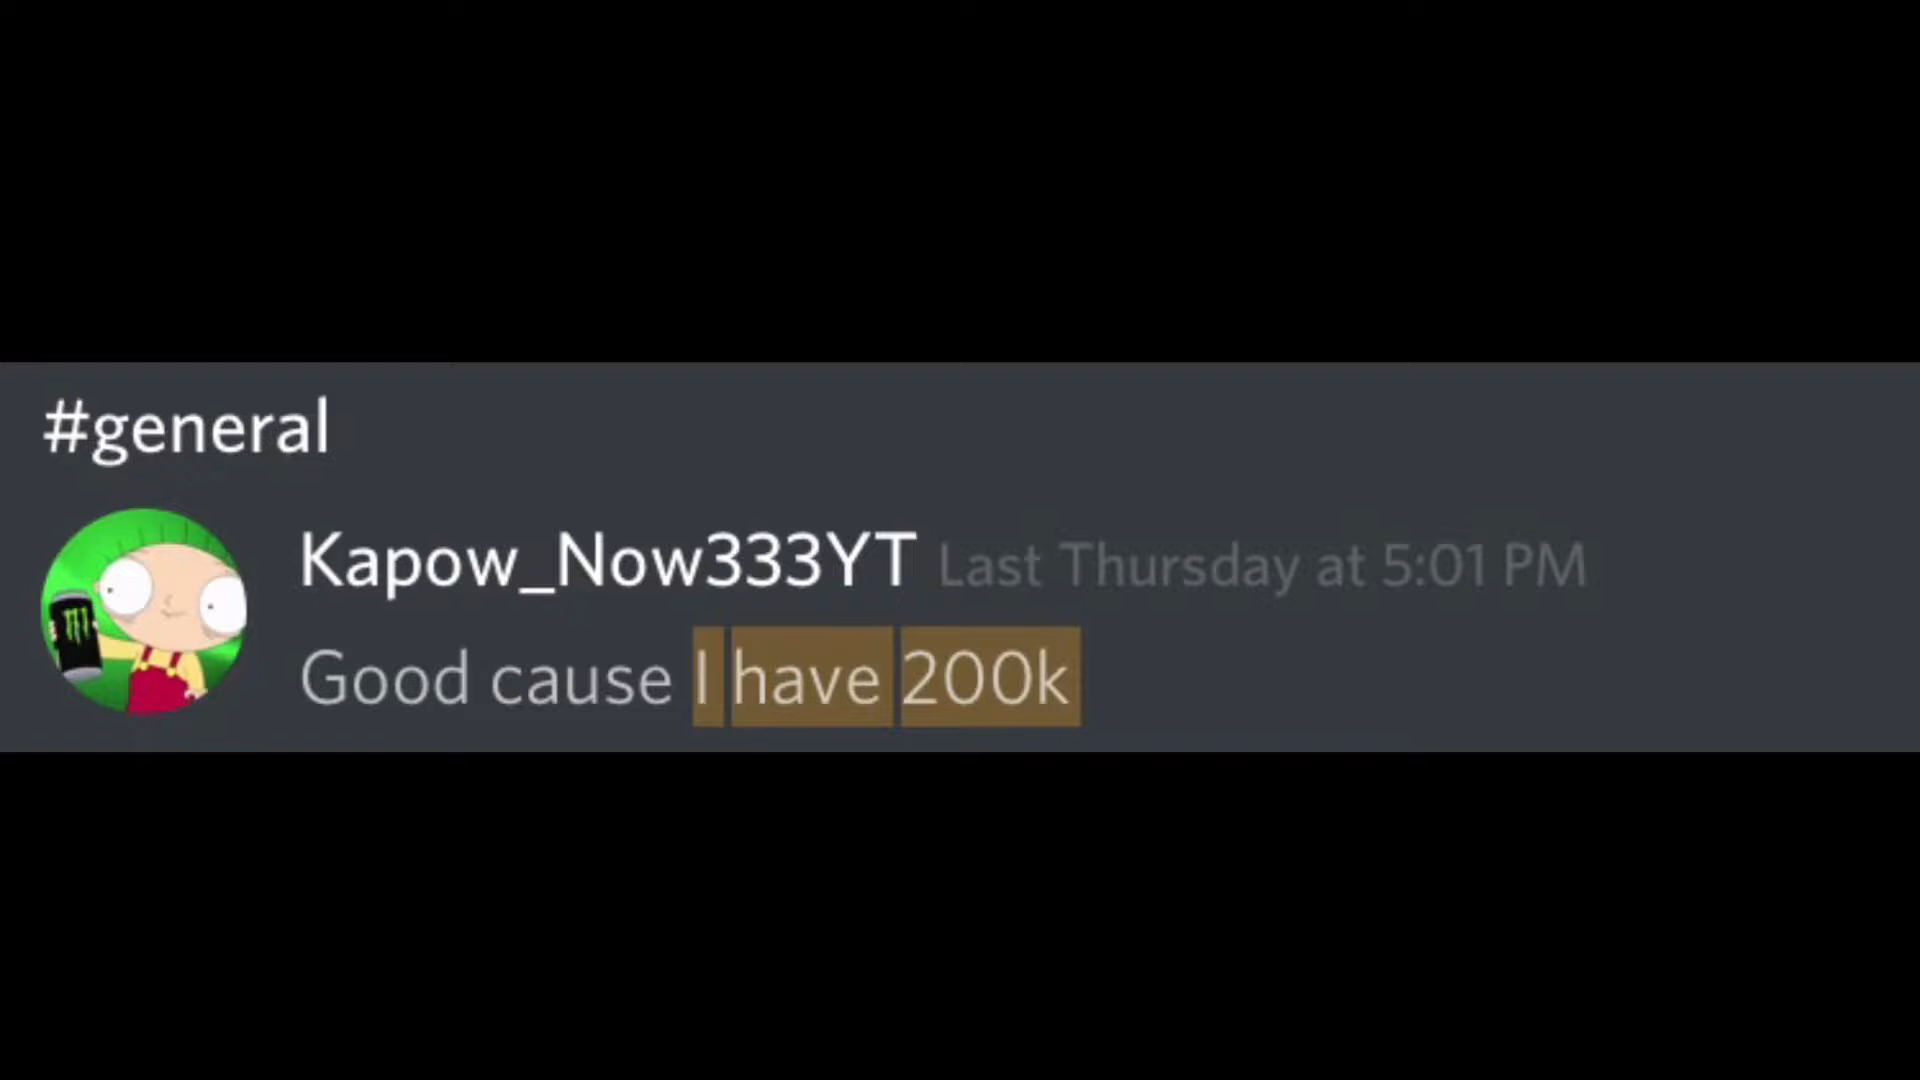 #general
Kapow_Now333YT Last Thursday at 5:01 PM
Good cause I have 200k